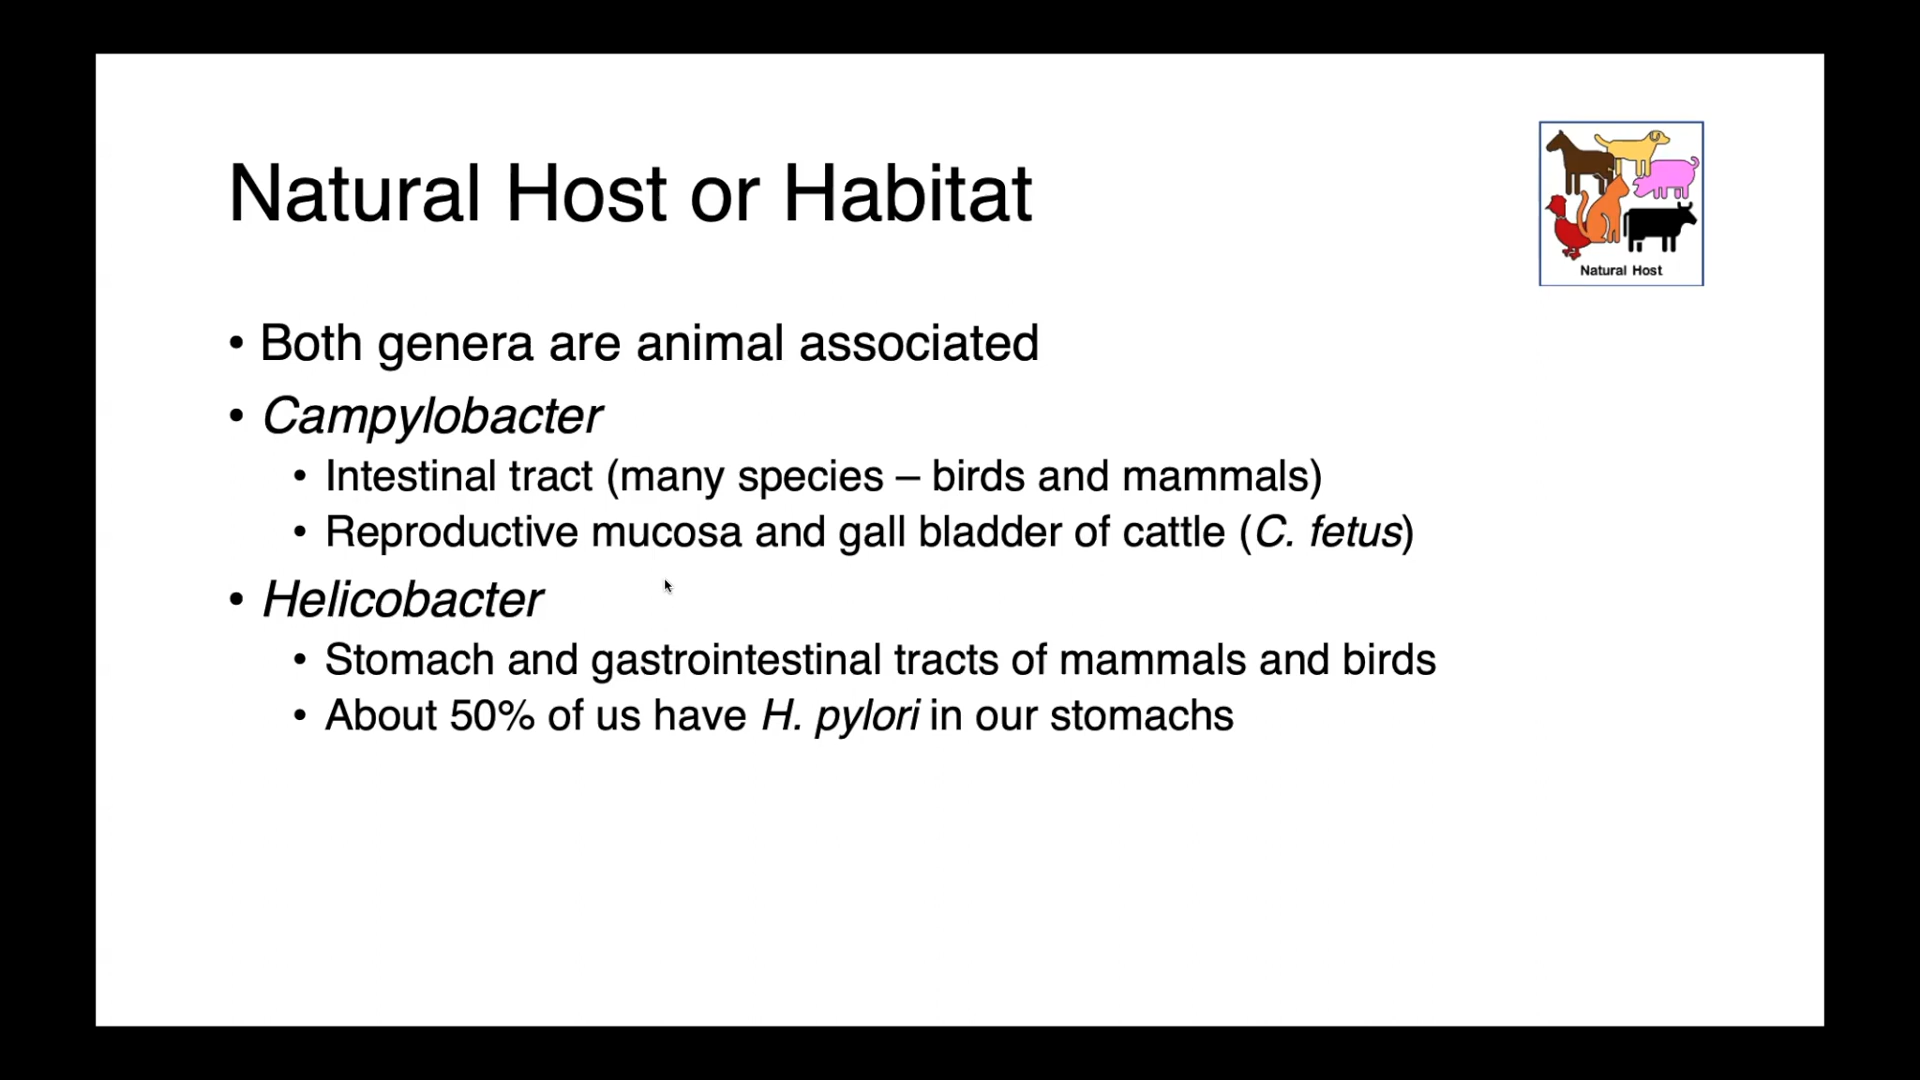 Natural Host or Habitat
Natural Host
• Both genera are animal associated
• Campylobacter
• Intestinal tract (many species – birds and mammals)
• Reproductive mucosa and gall bladder of cattle (C. fetus)
• Helicobacter
• Stomach and gastrointestinal tracts of mammals and birds
• About 50% of us have H. pylori in our stomachs